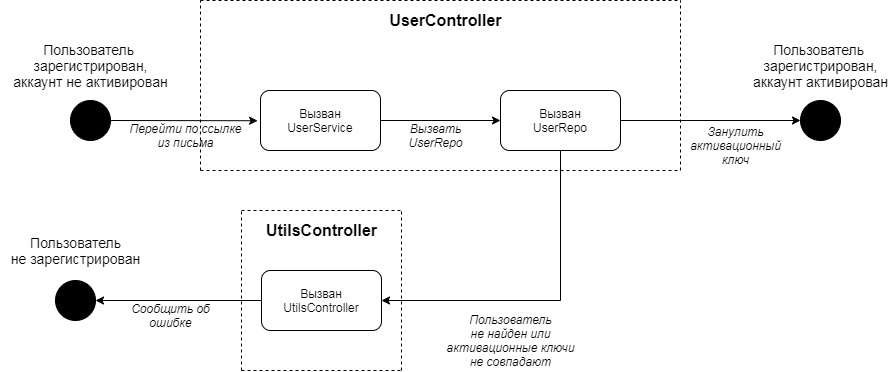 UserController
Пользователь
зарегистрирован,
аккаунт не активирован
Пользователь
зарегистрирован,
аккаунт активирован
Вызван
UserService
Вызван
UserRepo
Перейти по ссылке
из письма
Вызвать
UserRepo
Занулить
активационный
ключ
UtilsController
Пользователь
не зарегистрирован
Вызван
UtilsController
Сообщить об
ошибке
Пользователь
не найден или
активационные ключи
не совпадают